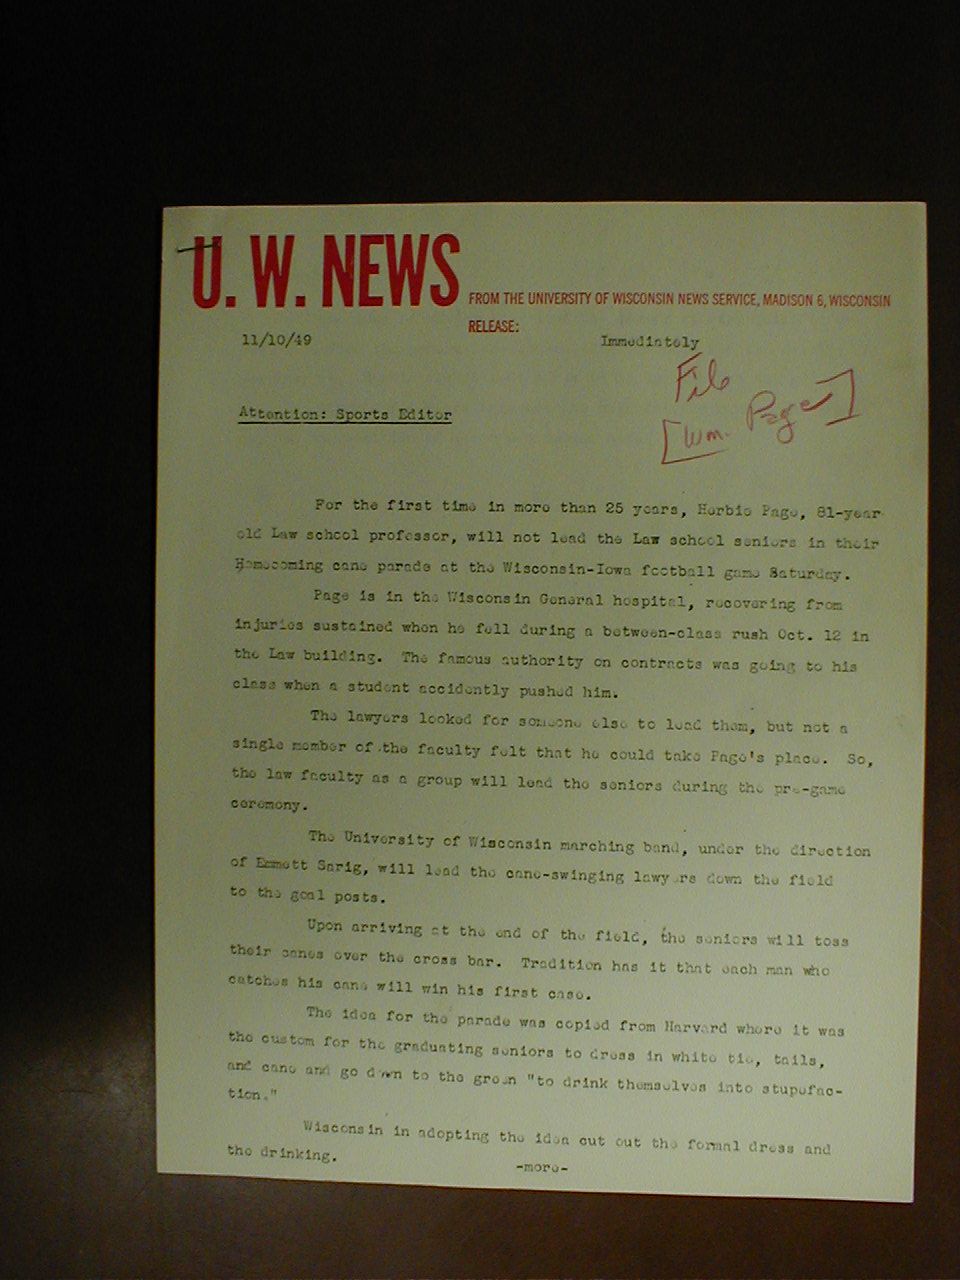 U. W. NEWS
FROM THE UNIVERSITY OF WISCONSIN NEWS SERVICE, MADISON 6, WISCONSIN
RELEASE:
11/10/49 Immediately
File
[Wm. Page]
Attention: Sports Editor
For the first time in more than 25 years, Herbie Page, 81-year
old Law school professor, will not lead the Law school seniors in their
Homecoming cane parade at the Wisconsin-Iowa football game Saturday.
Page is in the Wisconsin General hospital, recovering from
injuries sustained when he fell during a between-class rush Oct. 12 in
the Law building. The famous authority on contracts was going to his
class when a student accidently pushed him.
The lawyers looked for someone else to lead them, but not a
single member of the faculty felt that he could take Page's place. So,
the law faculty as a group will lead the seniors during the pre-game
ceremony.
The University of Wisconsin marching band, under the direction
of Emmett Sarig, will lead the cane-swinging lawyers down the field
to the goal posts.
Upon arriving at the end of the field, the seniors will toss
their canes over the cross bar. Tradition has it that each man who
catches his cane will win his first case.
The idea for the parade was copied from Harvard where it was
the custom for the graduating seniors to dress in white tie, tails,
and cane and go down to the green "to drink themselves into stupefac-
tion."
Wisconsin in adopting the idea cut out the formal dress and
the drinking.
-more-